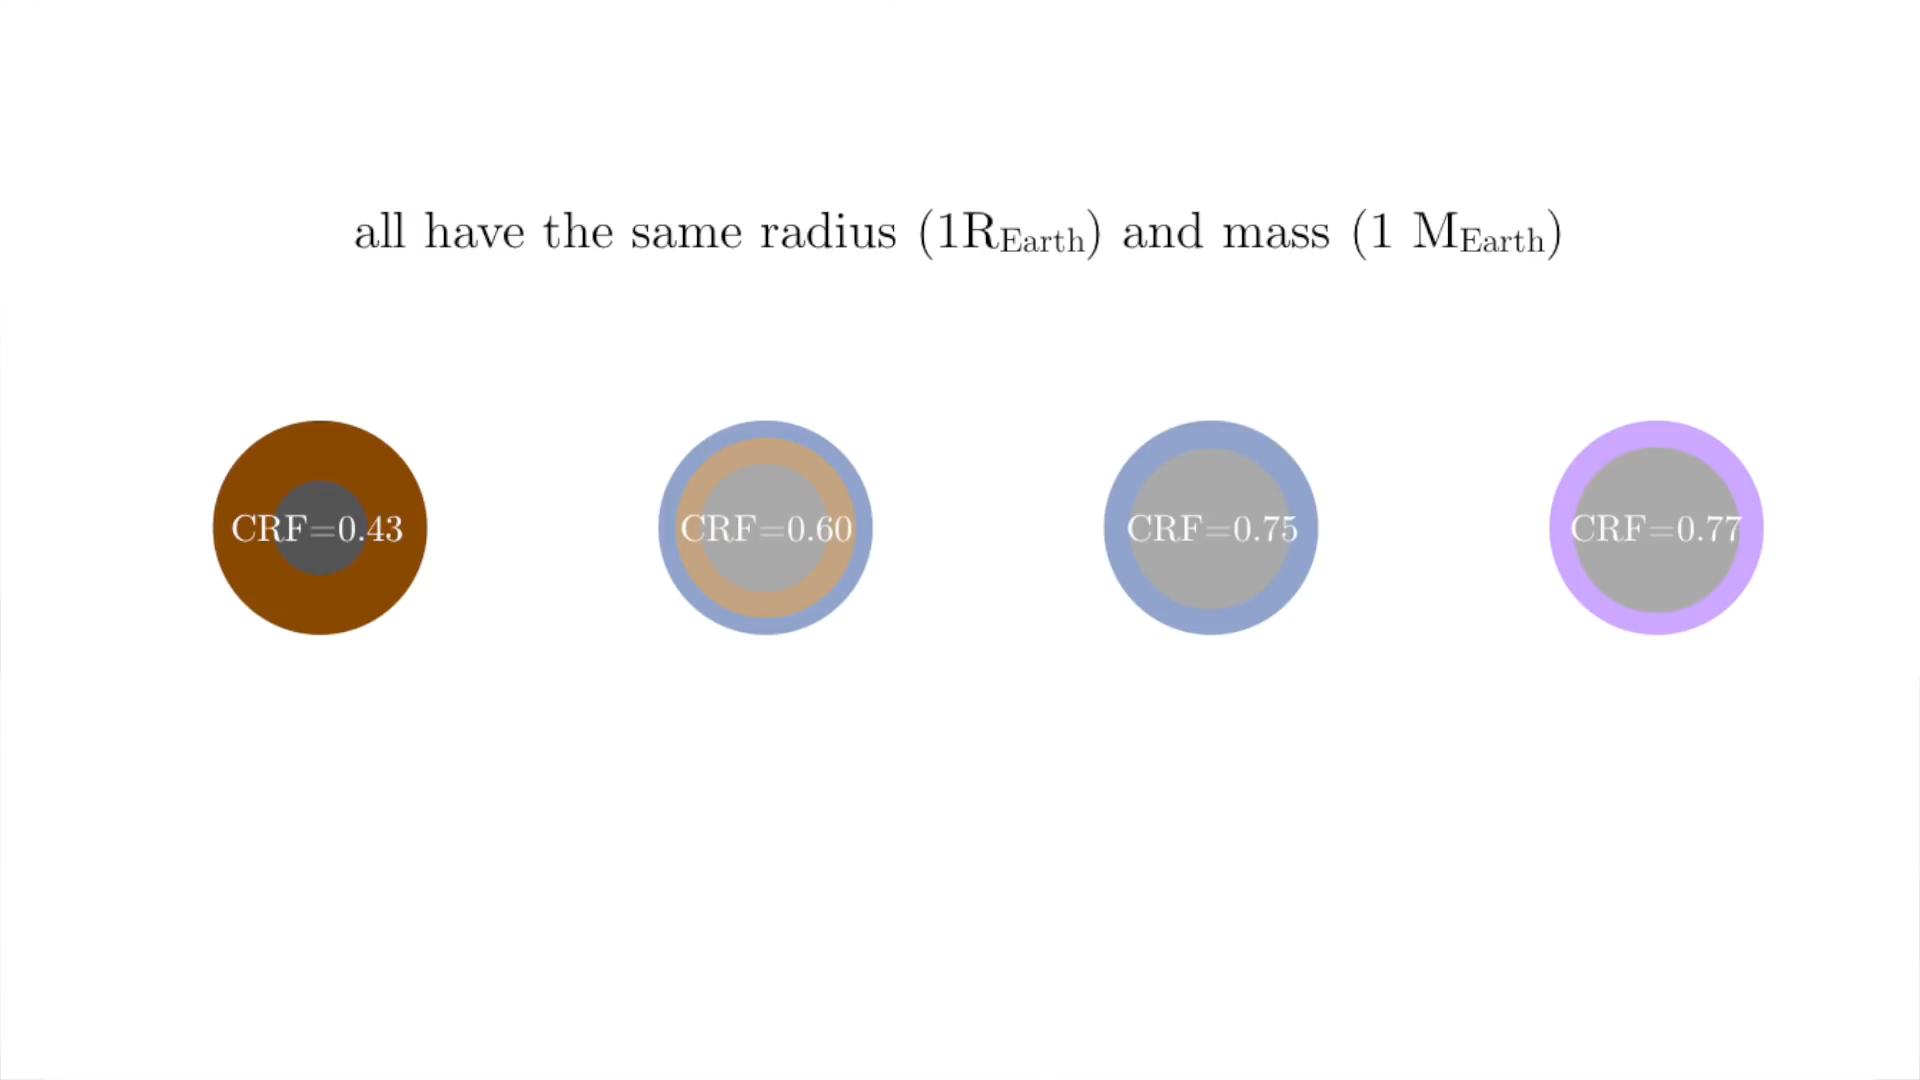 all have the same radius (1R_Earth) and mass (1 M_Earth)
CRF=0.43 CRF=0.60 CRF=0.75 CRF=0.77